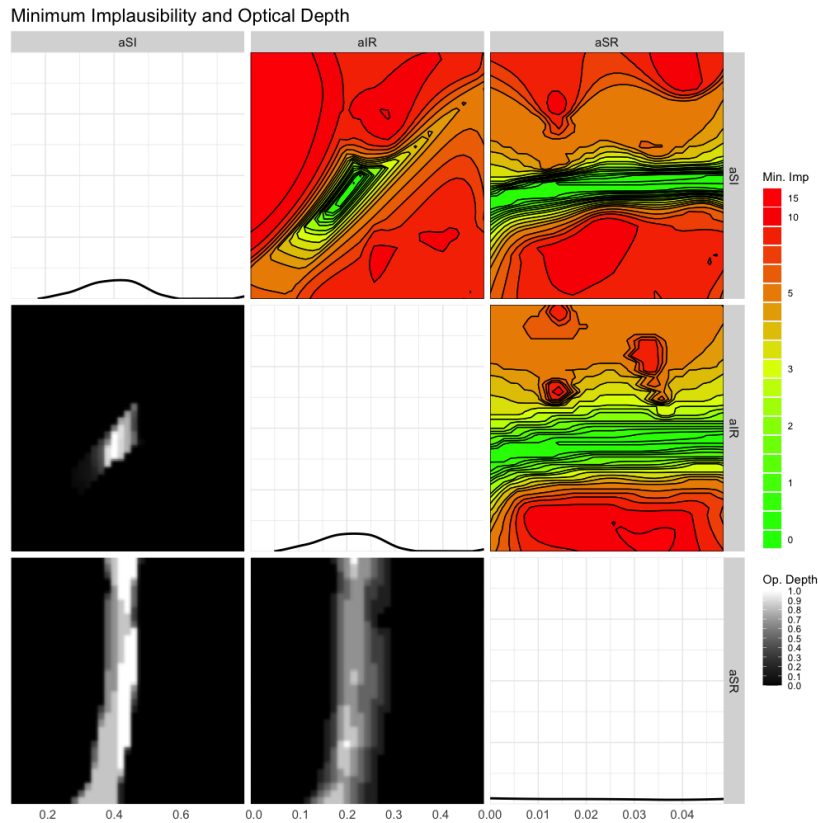 Minimum Implausibility and Optical Depth
aSI
aIR
aSR
aSI
aIR
aSR
Min. Imp
15
10
5
3
2
1
0
Op. Depth
1.0
0.9
0.8
0.7
0.6
0.5
0.4
0.3
0.2
0.1
0.0
0.2 0.4 0.6 0.0 0.1 0.2 0.3 0.4 0.00 0.01 0.02 0.03 0.04